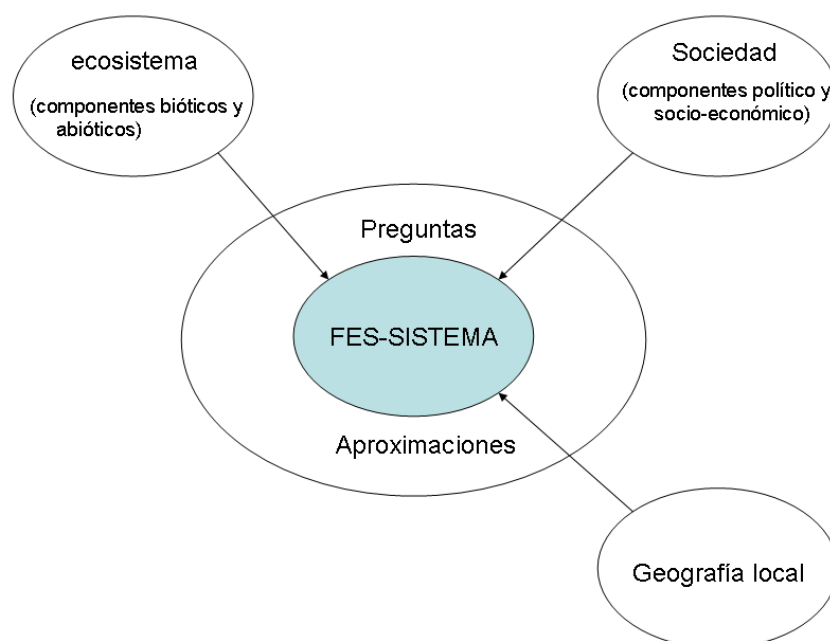 ecosistema
(componentes bióticos y
abióticos)
Sociedad
(componentes político y
socio-económico)
Preguntas
FES-SISTEMA
Aproximaciones
Geografía local